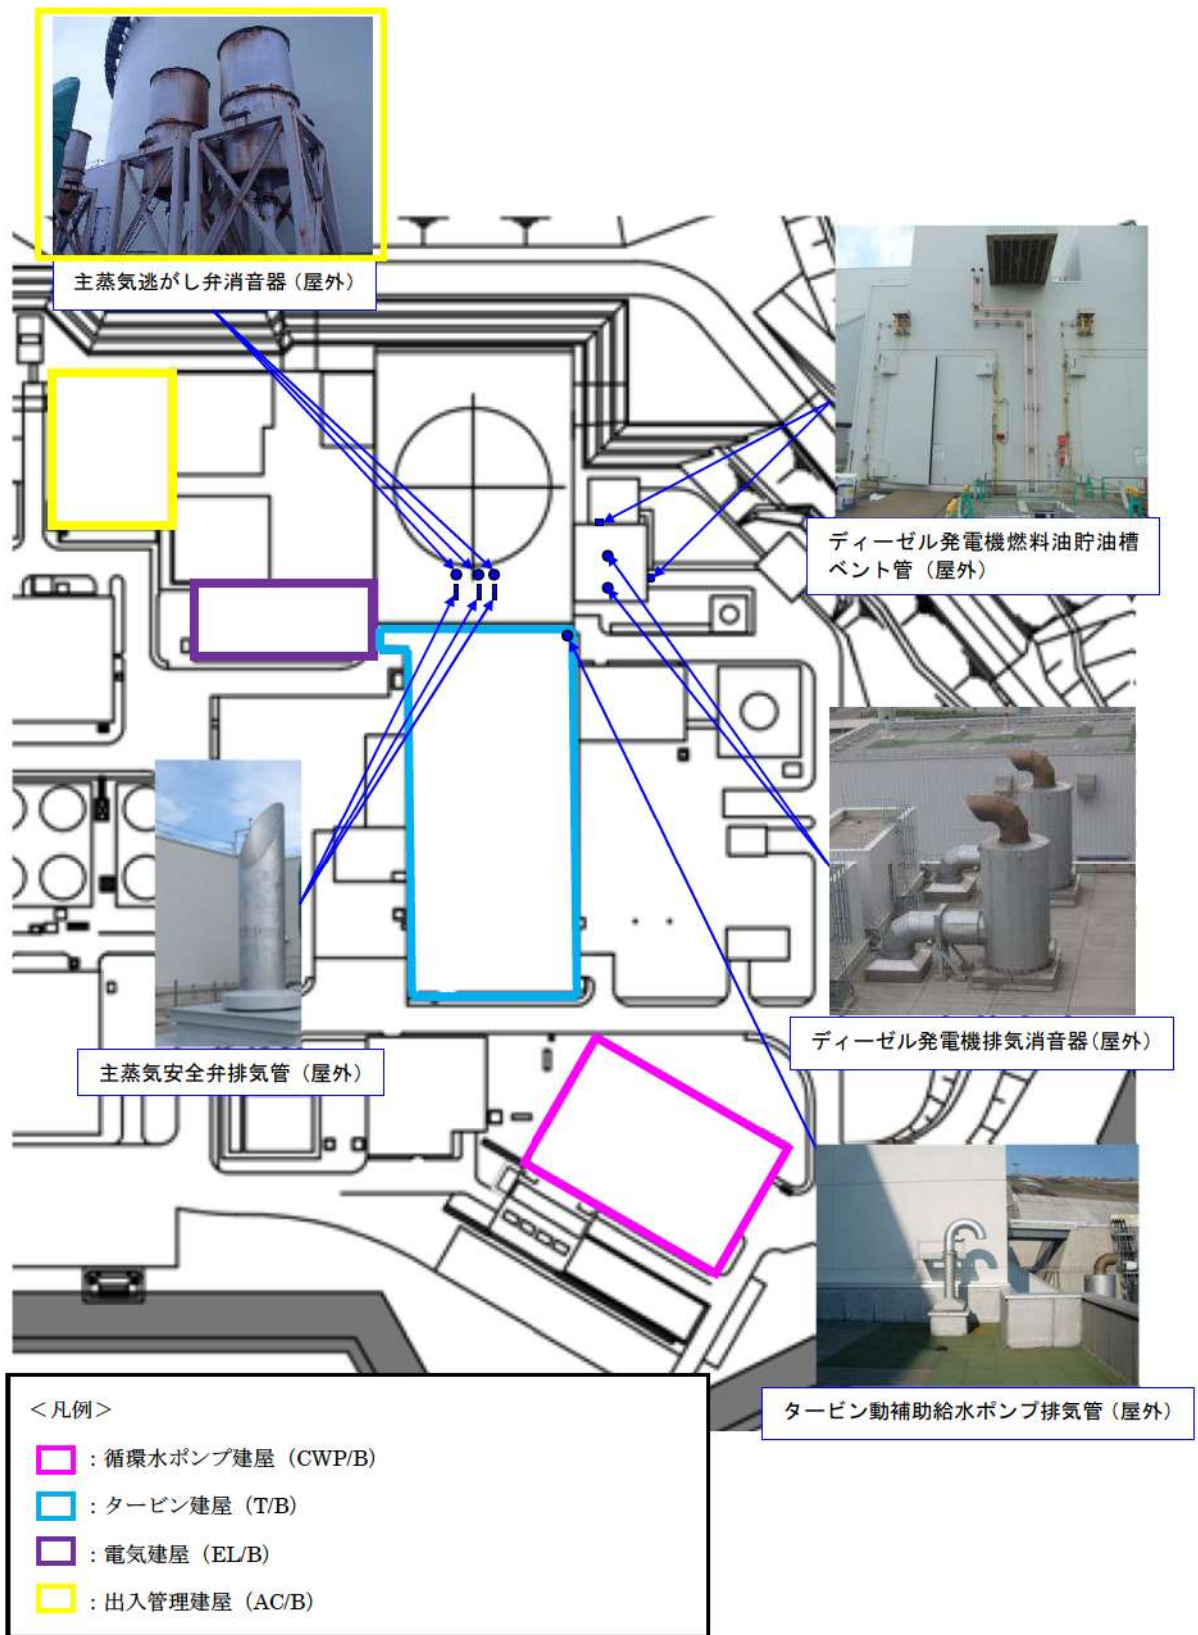 主蒸気逃がし弁消音器（屋外）
ディーゼル発電機燃料油貯油槽
ベント管（屋外）
ディーゼル発電機排気消音器（屋外）
主蒸気安全弁排気管（屋外）
タービン動補助給水ポンプ排気管（屋外）
＜凡例＞
：循環水ポンプ建屋（CWP/B）
：タービン建屋（T/B）
：電気建屋（EL/B）
：出入管理建屋（AC/B）